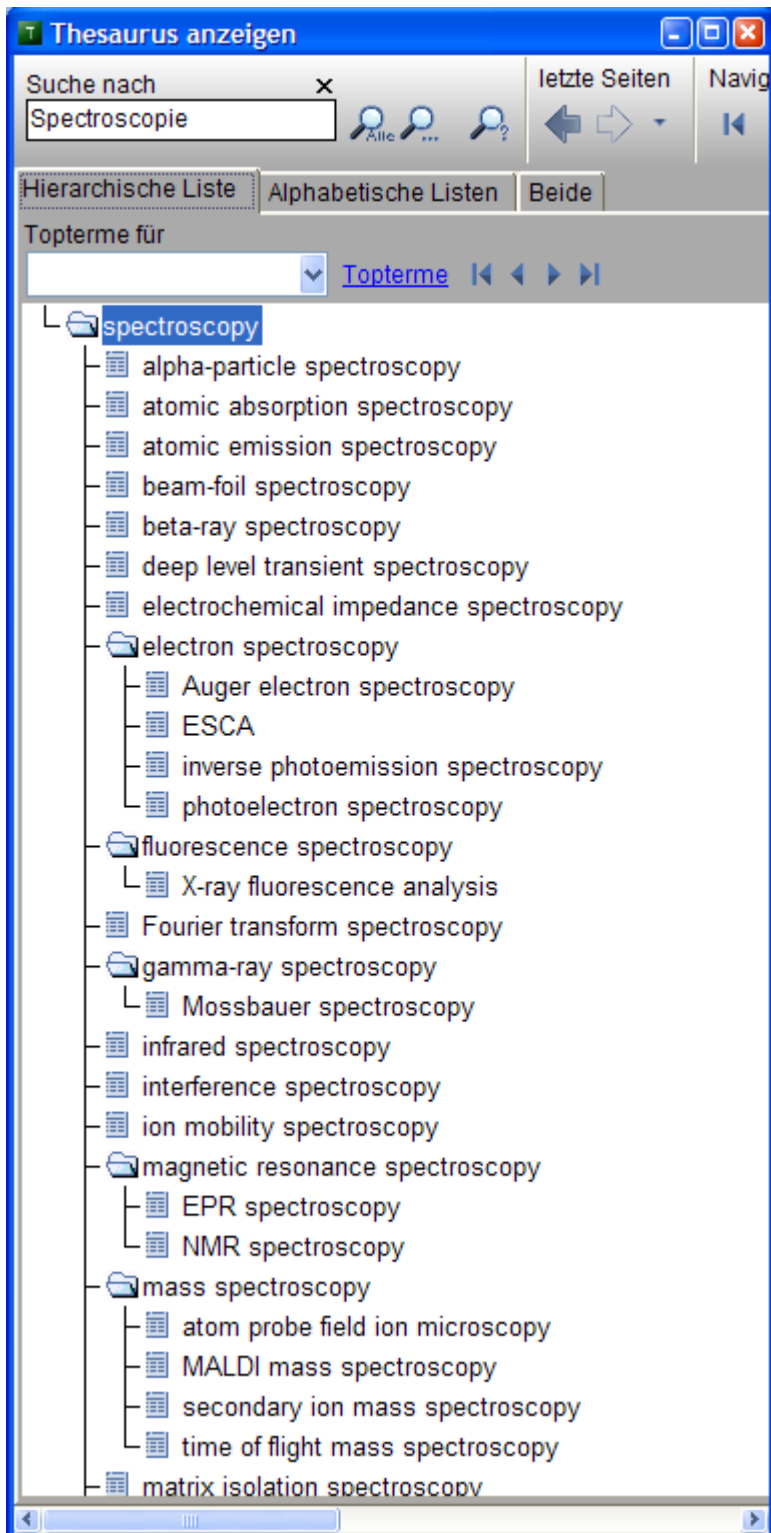 Thesaurus anzeigen
Suche nach
letzte Seiten
Navig
Spectroscopie
Alle
...
?
Hierarchische Liste
Alphabetische Listen
Beide
Topterme für
Topterme
spectroscopy
alpha-particle spectroscopy
atomic absorption spectroscopy
atomic emission spectroscopy
beam-foil spectroscopy
beta-ray spectroscopy
deep level transient spectroscopy
electrochemical impedance spectroscopy
electron spectroscopy
Auger electron spectroscopy
ESCA
inverse photoemission spectroscopy
photoelectron spectroscopy
fluorescence spectroscopy
X-ray fluorescence analysis
Fourier transform spectroscopy
gamma-ray spectroscopy
Mossbauer spectroscopy
infrared spectroscopy
interference spectroscopy
ion mobility spectroscopy
magnetic resonance spectroscopy
EPR spectroscopy
NMR spectroscopy
mass spectroscopy
atom probe field ion microscopy
MALDI mass spectroscopy
secondary ion mass spectroscopy
time of flight mass spectroscopy
matrix isolation spectroscopy